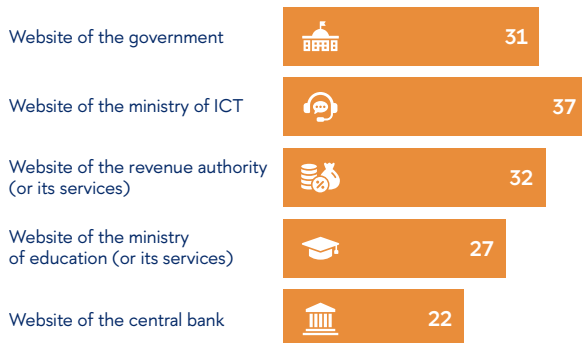 Website of the government
31
Website of the ministry of ICT
37
Website of the revenue authority
(or its services)
32
Website of the ministry
of education (or its services)
27
Website of the central bank
22